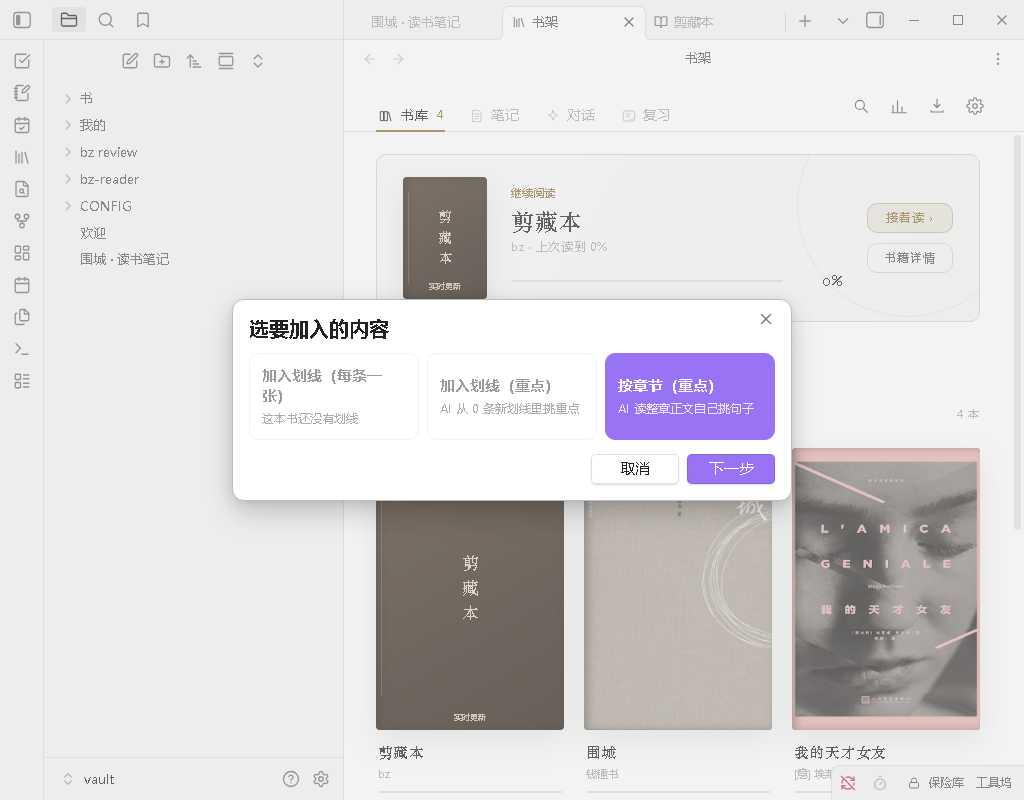 围城 · 读书笔记
书架
剪藏本
书架
书
我的
bz review
bz-reader
CONFIG
欢迎
围城 · 读书笔记
书库 4
笔记
对话
复习
剪
藏
本
实时更新
继续阅读
剪藏本
bz · 上次读到 0%
0%
接着读 ›
书籍详情
选要加入的内容
加入划线（每条一
张）
这本书还没有划线
加入划线（重点）
AI 从 0 条新划线里挑重点
按章节（重点）
AI 读整章正文自己挑句子
取消
下一步
4 本
剪
藏
本
实时更新
L'AMICA
GENIALE
我的天才女友
剪藏本
bz
围城
钱锺书
我的天才女友
vault
保险库
工具坞